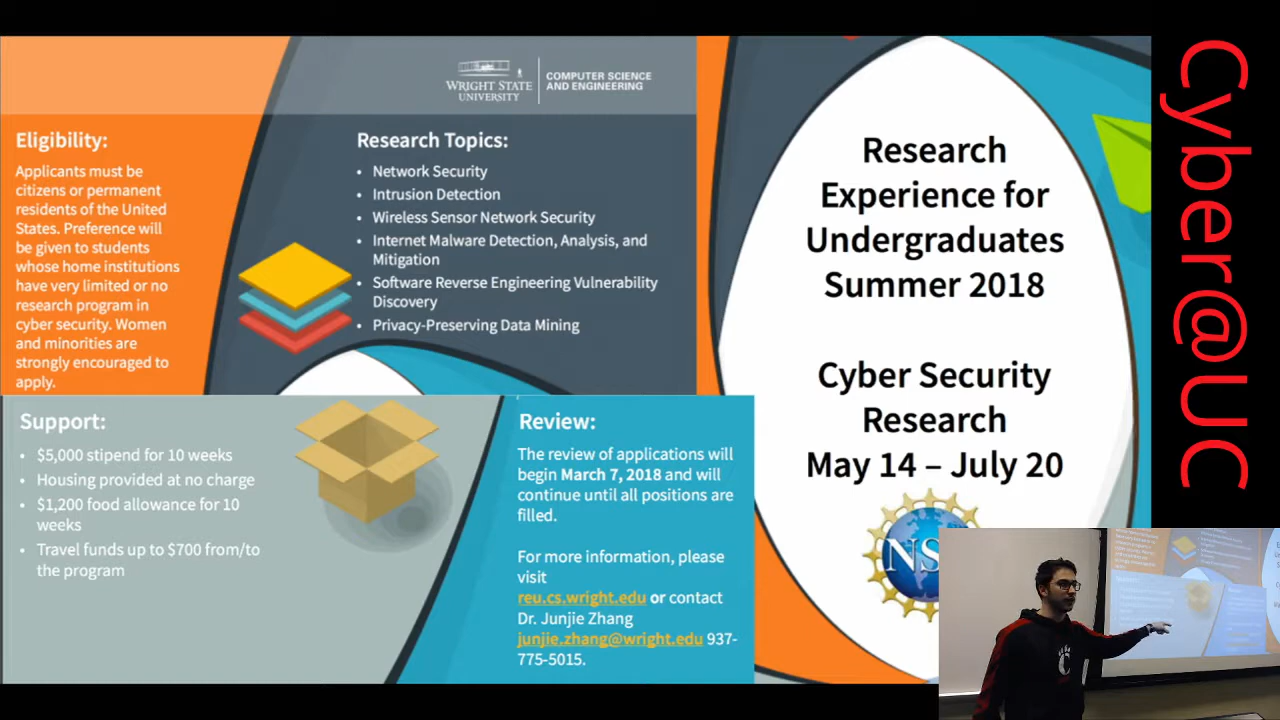 WRIGHT STATE
UNIVERSITY
COMPUTER SCIENCE
AND ENGINEERING
Eligibility:
Applicants must be
citizens or permanent
residents of the United
States. Preference will
be given to students
whose home institutions
have very limited or no
research program in
cyber security. Women
and minorities are
strongly encouraged to
apply.
Research Topics:
• Network Security
• Intrusion Detection
• Wireless Sensor Network Security
• Internet Malware Detection, Analysis, and
Mitigation
• Software Reverse Engineering Vulnerability
Discovery
• Privacy-Preserving Data Mining
Support:
• $5,000 stipend for 10 weeks
• Housing provided at no charge
• $1,200 food allowance for 10
weeks
• Travel funds up to $700 from/to
the program
Review:
The review of applications will
begin March 7, 2018 and will
continue until all positions are
filled.
For more information, please
visit
reu.cs.wright.edu or contact
Dr. Junjie Zhang
junjie.zhang@wright.edu 937-
775-5015.
Research
Experience for
Undergraduates
Summer 2018
Cyber Security
Research
May 14 – July 20
NS
Cyber@UC